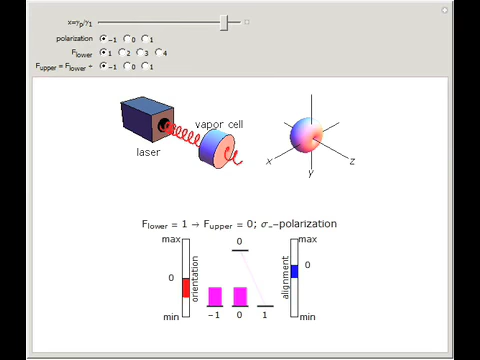 x=γp/γ1
polarization -1 0 1
Flower 1 2 3 4
Fupper = Flower + -1 0 1
laser
vapor cell
x
y
z
Flower = 1 → Fupper = 0; σ₋-polarization
max
0
min
orientation
0
-1 0 1
alignment
max
0
min